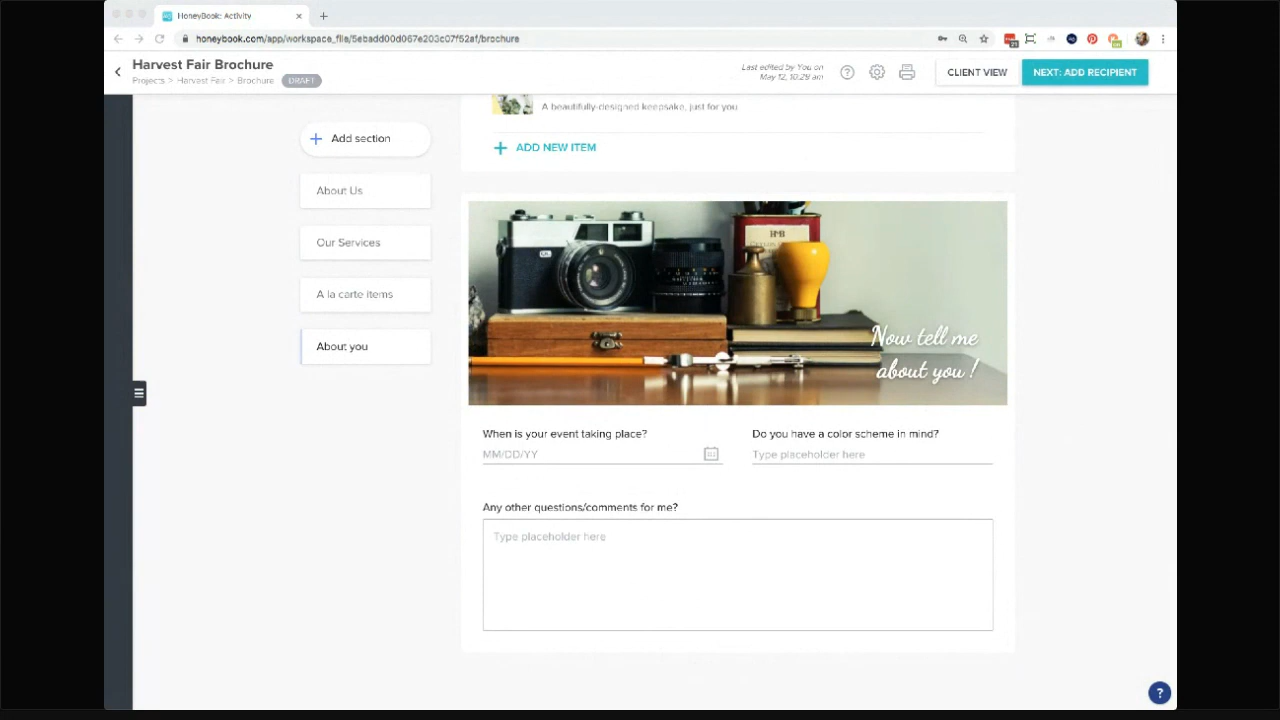 HoneyBook: Activity
honeybook.com/app/workspace_file/5ebadd00d067e203c07f52af/brochure
Harvest Fair Brochure
Projects > Harvest Fair > Brochure DRAFT
Last edited by You on
May 12, 10:29 am
CLIENT VIEW
NEXT: ADD RECIPIENT
Add section
About Us
Our Services
A la carte items
About you
A beautifully-designed keepsake, just for you.
+ ADD NEW ITEM
HMB
Now tell me
about you !
When is your event taking place?
MM/DD/YY
Do you have a color scheme in mind?
Type placeholder here
Any other questions/comments for me?
Type placeholder here
?